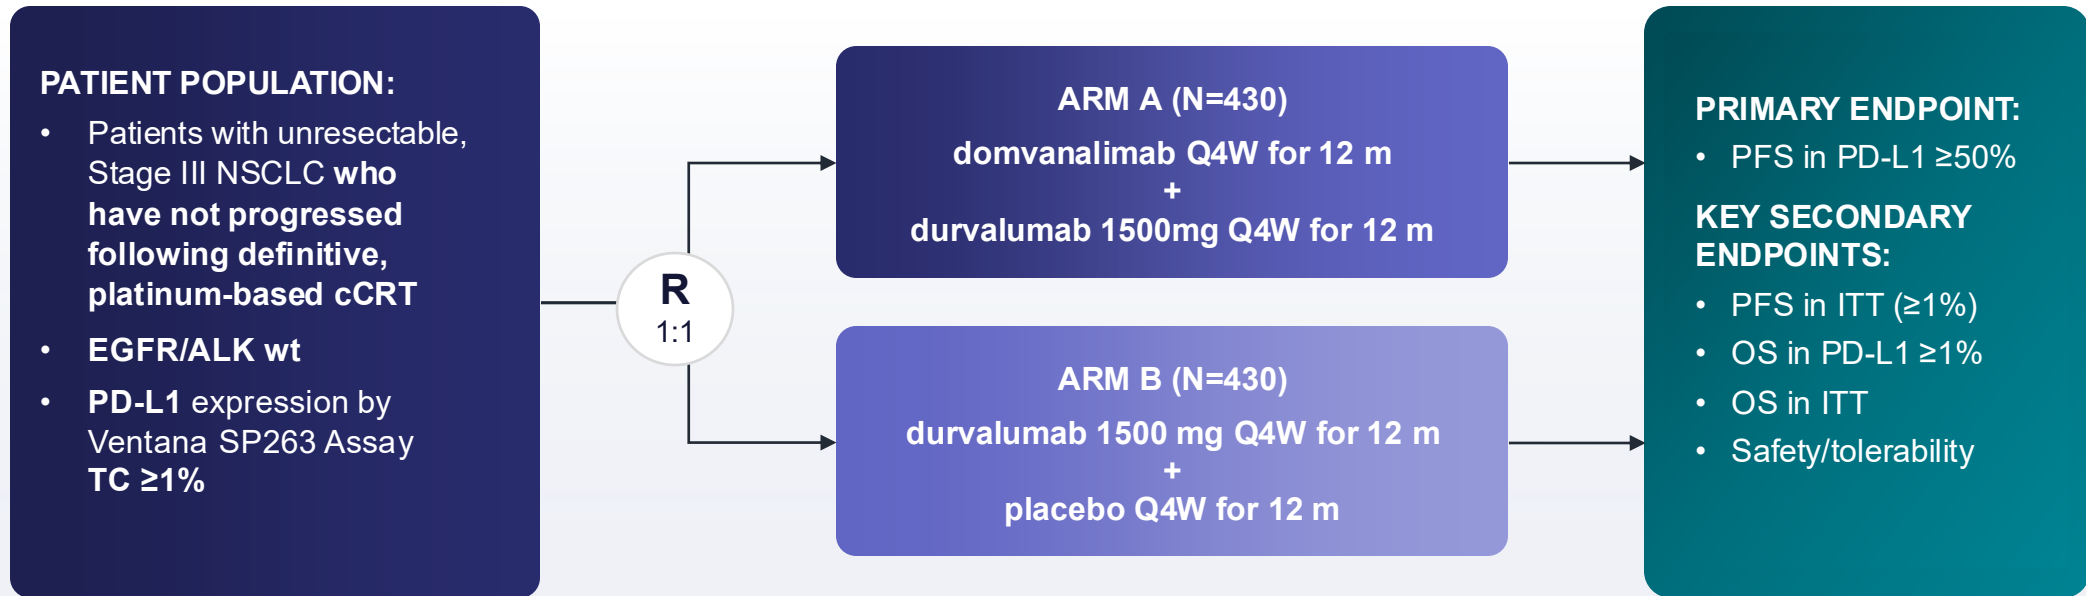 PATIENT POPULATION:
• Patients with unresectable,
Stage III NSCLC who
have not progressed
following definitive,
platinum-based cCRT
• EGFR/ALK wt
• PD-L1 expression by
Ventana SP263 Assay
TC ≥1%
R
1:1
ARM A (N=430)
domvanalimab Q4W for 12 m
+
durvalumab 1500mg Q4W for 12 m
ARM B (N=430)
durvalumab 1500 mg Q4W for 12 m
+
placebo Q4W for 12 m
PRIMARY ENDPOINT:
• PFS in PD-L1 ≥50%
KEY SECONDARY
ENDPOINTS:
• PFS in ITT (≥1%)
• OS in PD-L1 ≥1%
• OS in ITT
• Safety/tolerability